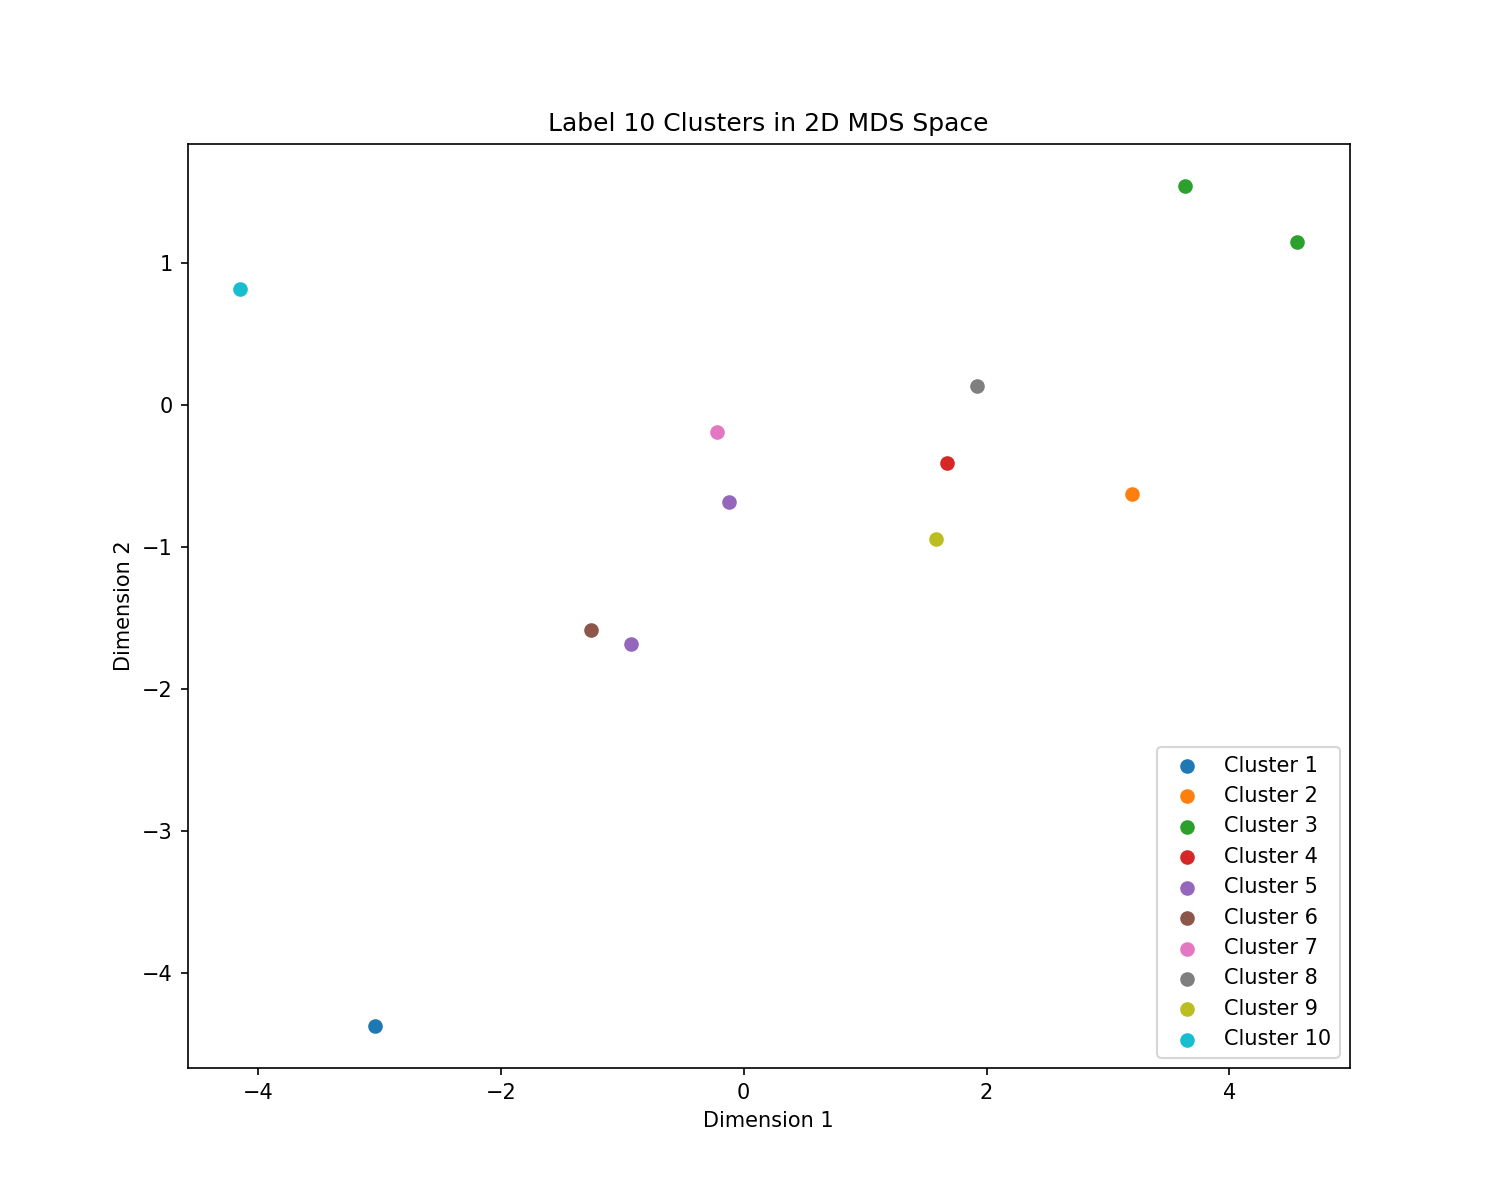 Label 10 Clusters in 2D MDS Space
1
0
−1
−2
−3
−4
Dimension 2
Cluster 1
Cluster 2
Cluster 3
Cluster 4
Cluster 5
Cluster 6
Cluster 7
Cluster 8
Cluster 9
Cluster 10
−4 −2 0 2 4
Dimension 1